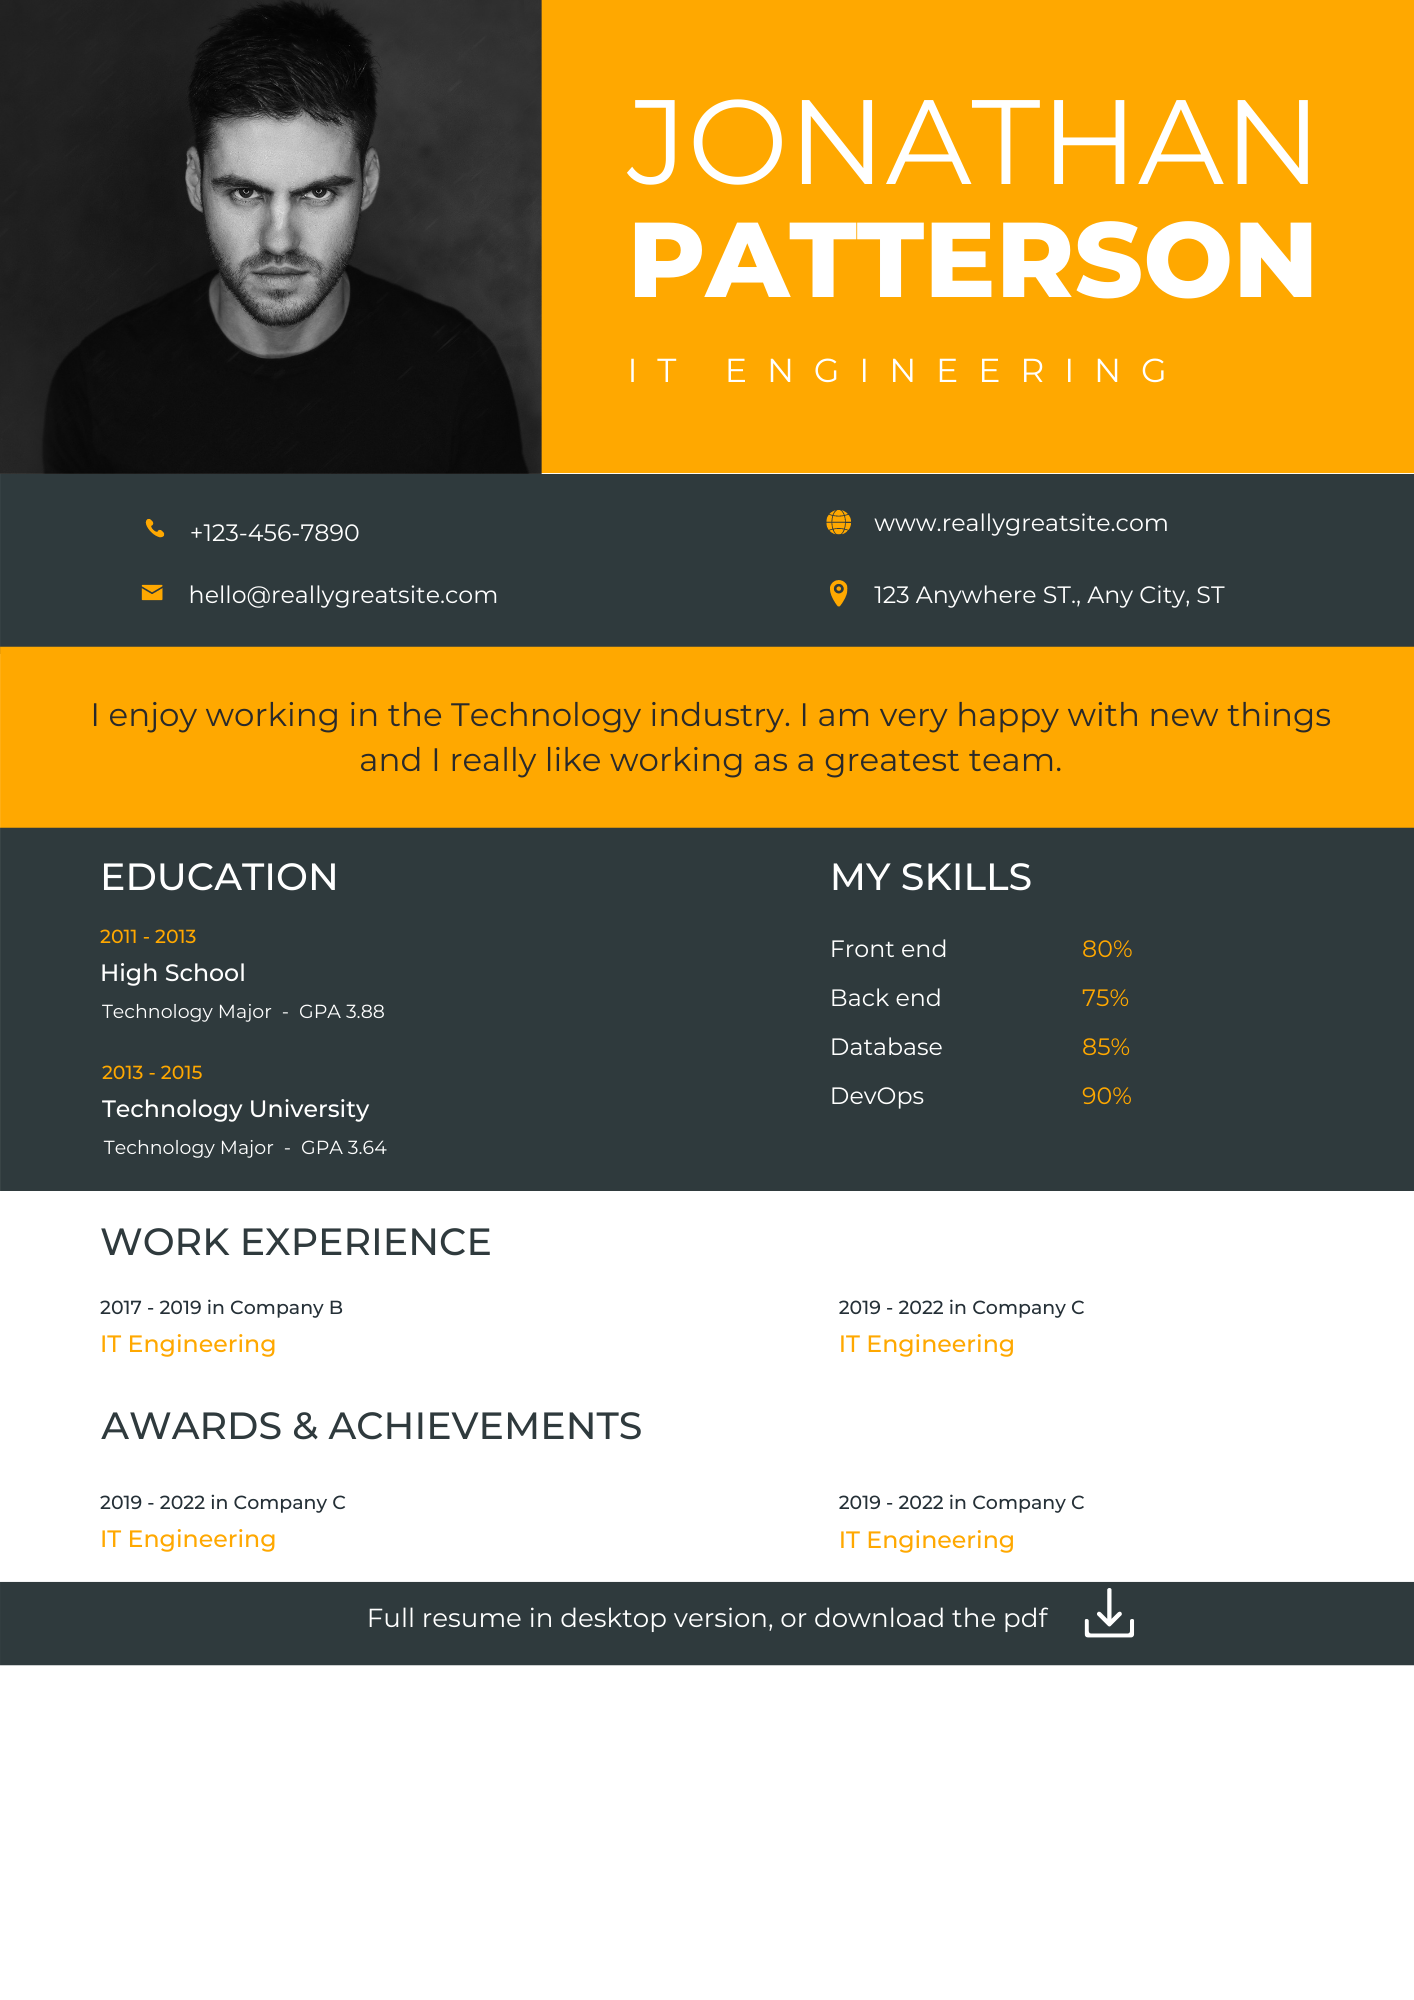 JONATHAN
PATTERSON
IT ENGINEERING
+123-456-7890
www.reallygreatsite.com
hello@reallygreatsite.com
123 Anywhere ST., Any City, ST
I enjoy working in the Technology industry. I am very happy with new things
and I really like working as a greatest team.
EDUCATION
2011 - 2013
High School
Technology Major - GPA 3.88
2013 - 2015
Technology University
Technology Major - GPA 3.64
MY SKILLS
Front end 80%
Back end 75%
Database 85%
DevOps 90%
WORK EXPERIENCE
2017 - 2019 in Company B
IT Engineering
2019 - 2022 in Company C
IT Engineering
AWARDS & ACHIEVEMENTS
2019 - 2022 in Company C
IT Engineering
2019 - 2022 in Company C
IT Engineering
Full resume in desktop version, or download the pdf